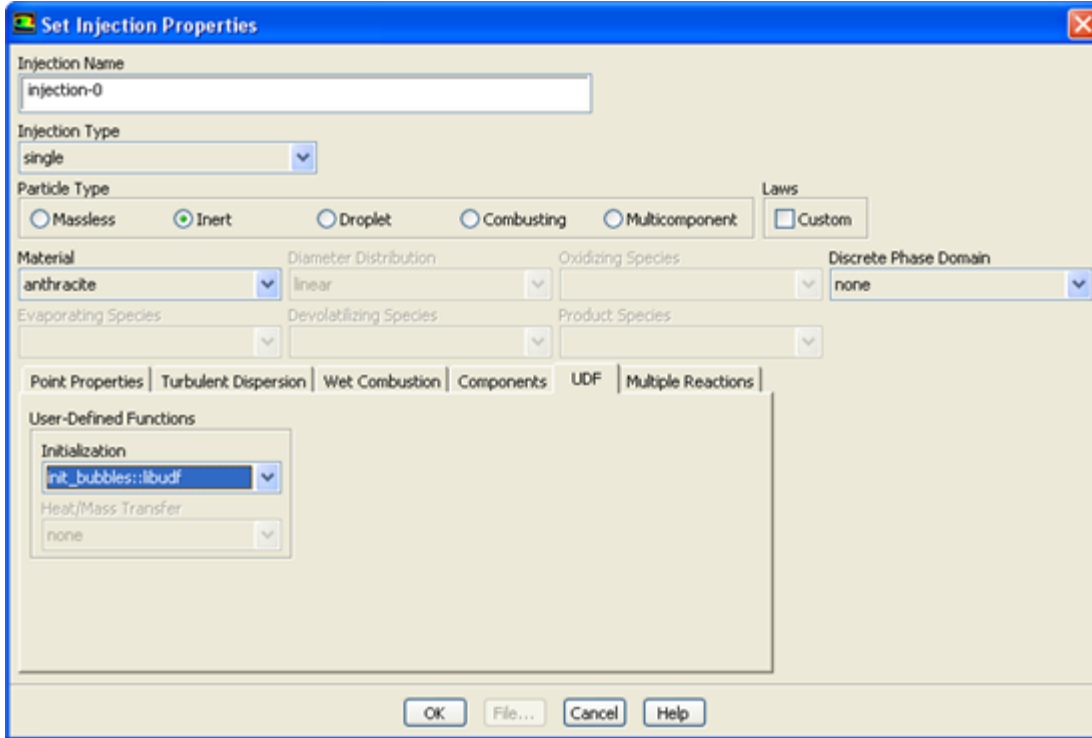 Set Injection Properties
Injection Name
injection-0
Injection Type
single
Particle Type
Laws
Massless Inert Droplet Combusting Multicomponent Custom
Material Diameter Distribution Oxidizing Species Discrete Phase Domain
anthracite linear none
Evaporating Species Devolatilizing Species Product Species
Point Properties Turbulent Dispersion Wet Combustion Components UDF Multiple Reactions
User-Defined Functions
Initialization
init_bubbles::libudf
Heat/Mass Transfer
none
OK File... Cancel Help